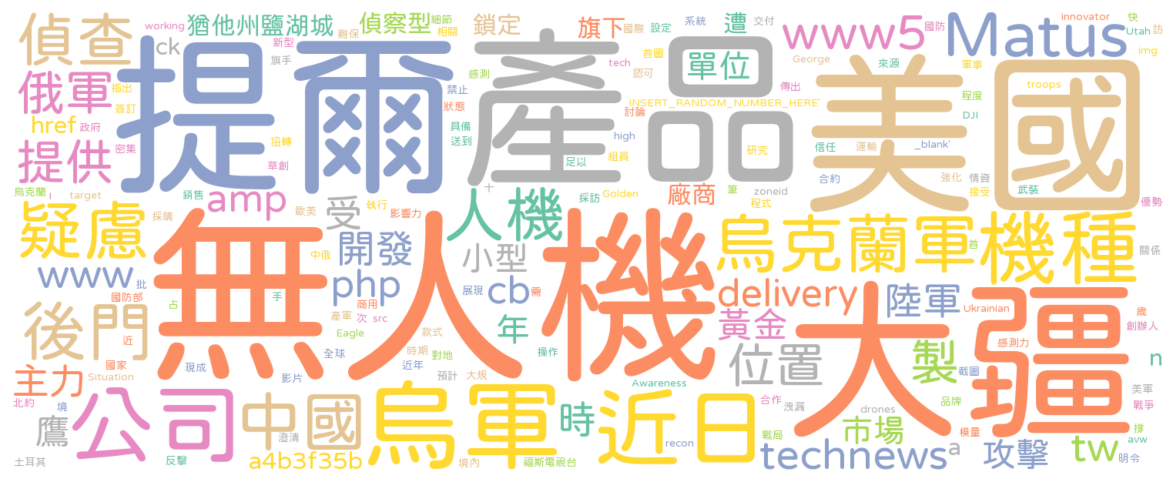 working
猶他州鹽湖城
偵察型
細節
相關
鎖定
旗下
國際
設定
系統
遭
交付
www5
國防
Matus
innovator
快
Utah
訪
img
偵查
ck
新型
翻保
旗手
提爾
產品
首圖
感測
tech
認可
單位
George
來源
軍事
美國
俄軍
指出
簽訂
禁止
狀態
討論
INSERT_RANDOM_NUMBER_HERE'
傳出
程度
DJI
troops
href
政府
扭轉
具備
high
組員
研究
信任
運輸
_blank'
提供
密集
華創
送到
足以
合約
強化
情資
接受
武裝
優勢
烏克蘭
target
銷售
十
採訪
Golden
廠商
筆
zoneid
程式
疑慮
amp
採購
歐美
受
執行
影響力
人機
烏克蘭軍
機種
首
關係
www
批
無人機
中俄
開發
小型
展現
需
php
cb
delivery
陸軍
Ukrainian
歲
創辦人
國防部
占
手
商用
次
src
年
操作
黃金
大疆
感測力
後門
近
產軍
Eagle
款式
國家
Situation
現成
全球
時期
近年
對地
位置
製
截圖
n
主力
影片
預計
大規
美軍
北約
境
公司
中國
烏軍
Awareness
近日
合作
洩漏
drones
品牌
戰爭
鷹
澄清
時
戰局
市場
a
模量
撐
avw
tw
土耳其
反擊
a4b3f35b
境內
福斯電視台
recon
technews
攻擊
明令